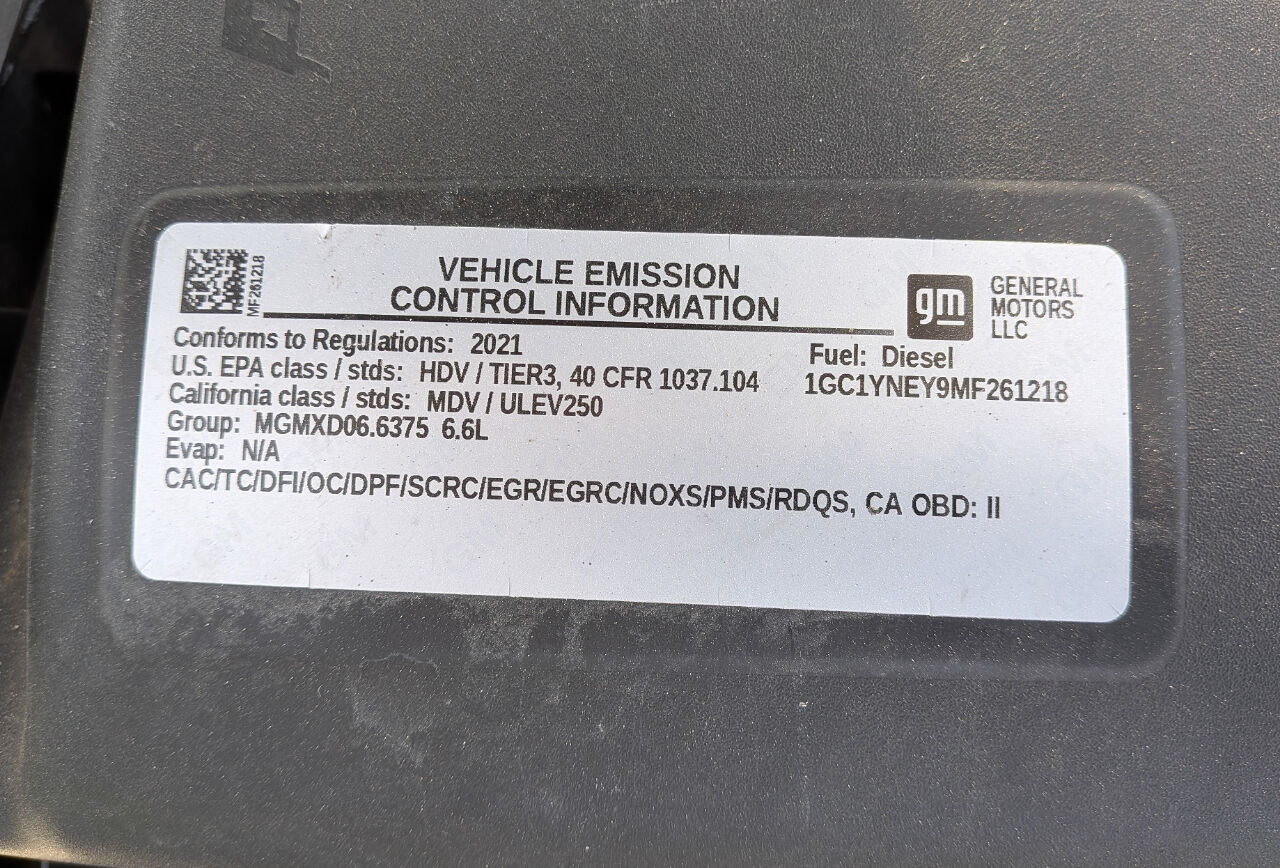 MF261218
VEHICLE EMISSION
CONTROL INFORMATION
gm
GENERAL
MOTORS
LLC
Conforms to Regulations: 2021
Fuel: Diesel
U.S. EPA class / stds: HDV / TIER3, 40 CFR 1037.104
1GC1YNEY9MF261218
California class / stds: MDV / ULEV250
Group: MGMXD06.6375 6.6L
Evap: N/A
CAC/TC/DFI/OC/DPF/SCRC/EGR/EGRC/NOXS/PMS/RDQS, CA OBD: II